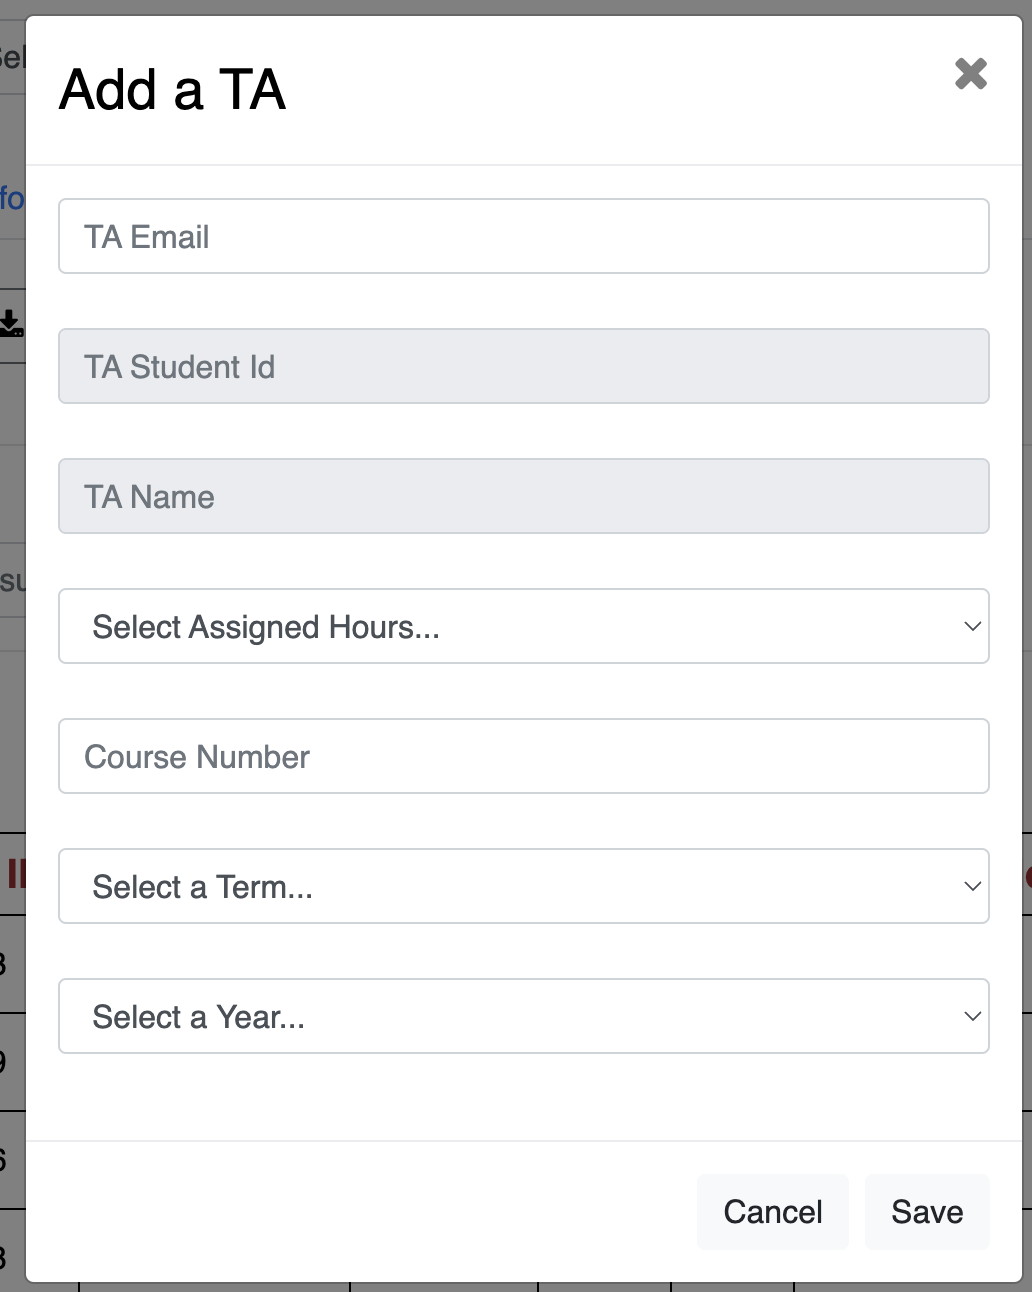 Add a TA
TA Email
TA Student Id
TA Name
Select Assigned Hours...
Course Number
Select a Term...
Select a Year...
Cancel
Save